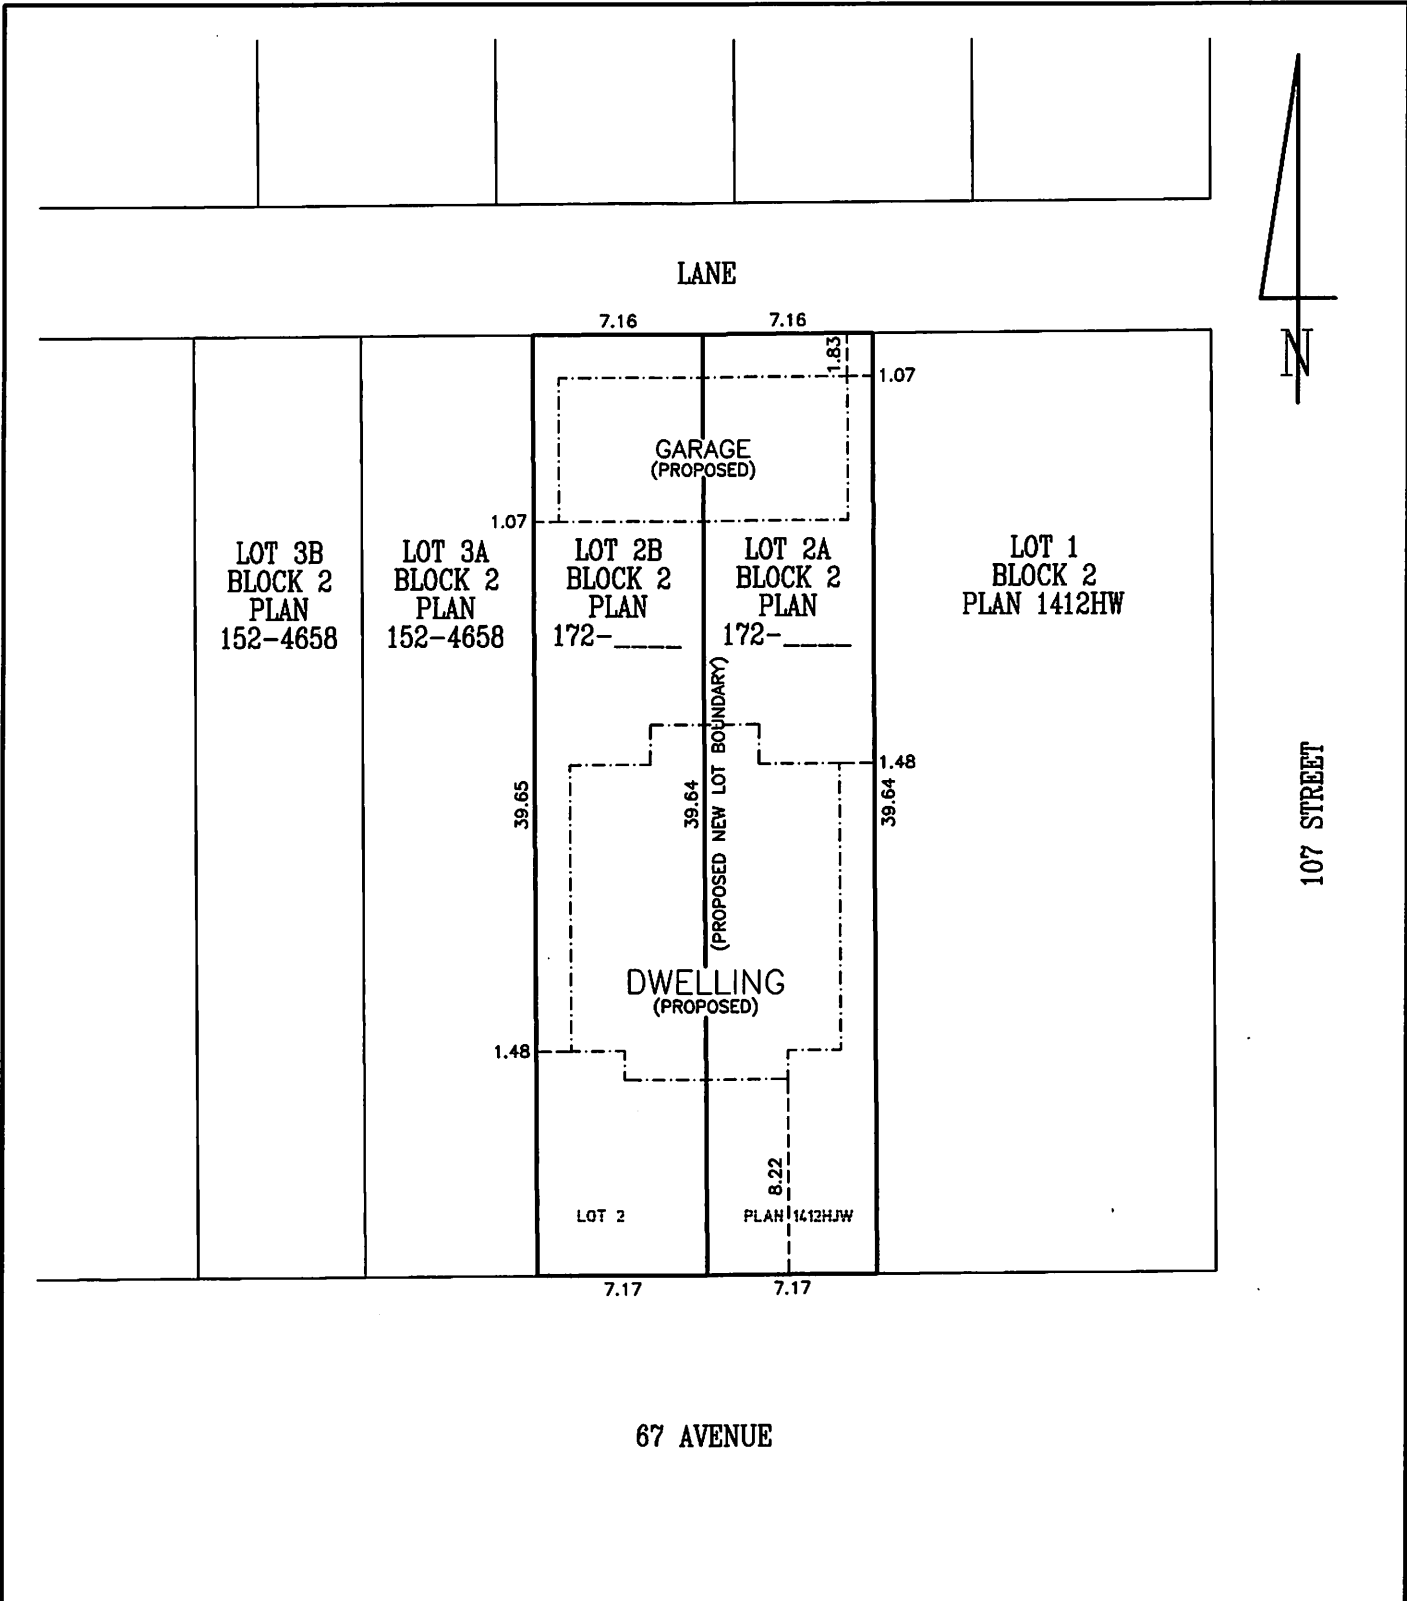 LANE
7.16
7.16
1.83
1.07
N
GARAGE
(PROPOSED)
1.07
LOT 3B
BLOCK 2
PLAN
152-4658
LOT 3A
BLOCK 2
PLAN
152-4658
LOT 2B
BLOCK 2
PLAN
172-____
LOT 2A
BLOCK 2
PLAN
172-____
LOT 1
BLOCK 2
PLAN 1412HW
(PROPOSED NEW LOT BOUNDARY)
1.48
39.65
39.64
39.64
107 STREET
DWELLING
(PROPOSED)
1.48
8.22
LOT 2
PLAN 1412HJW
7.17
7.17
67 AVENUE